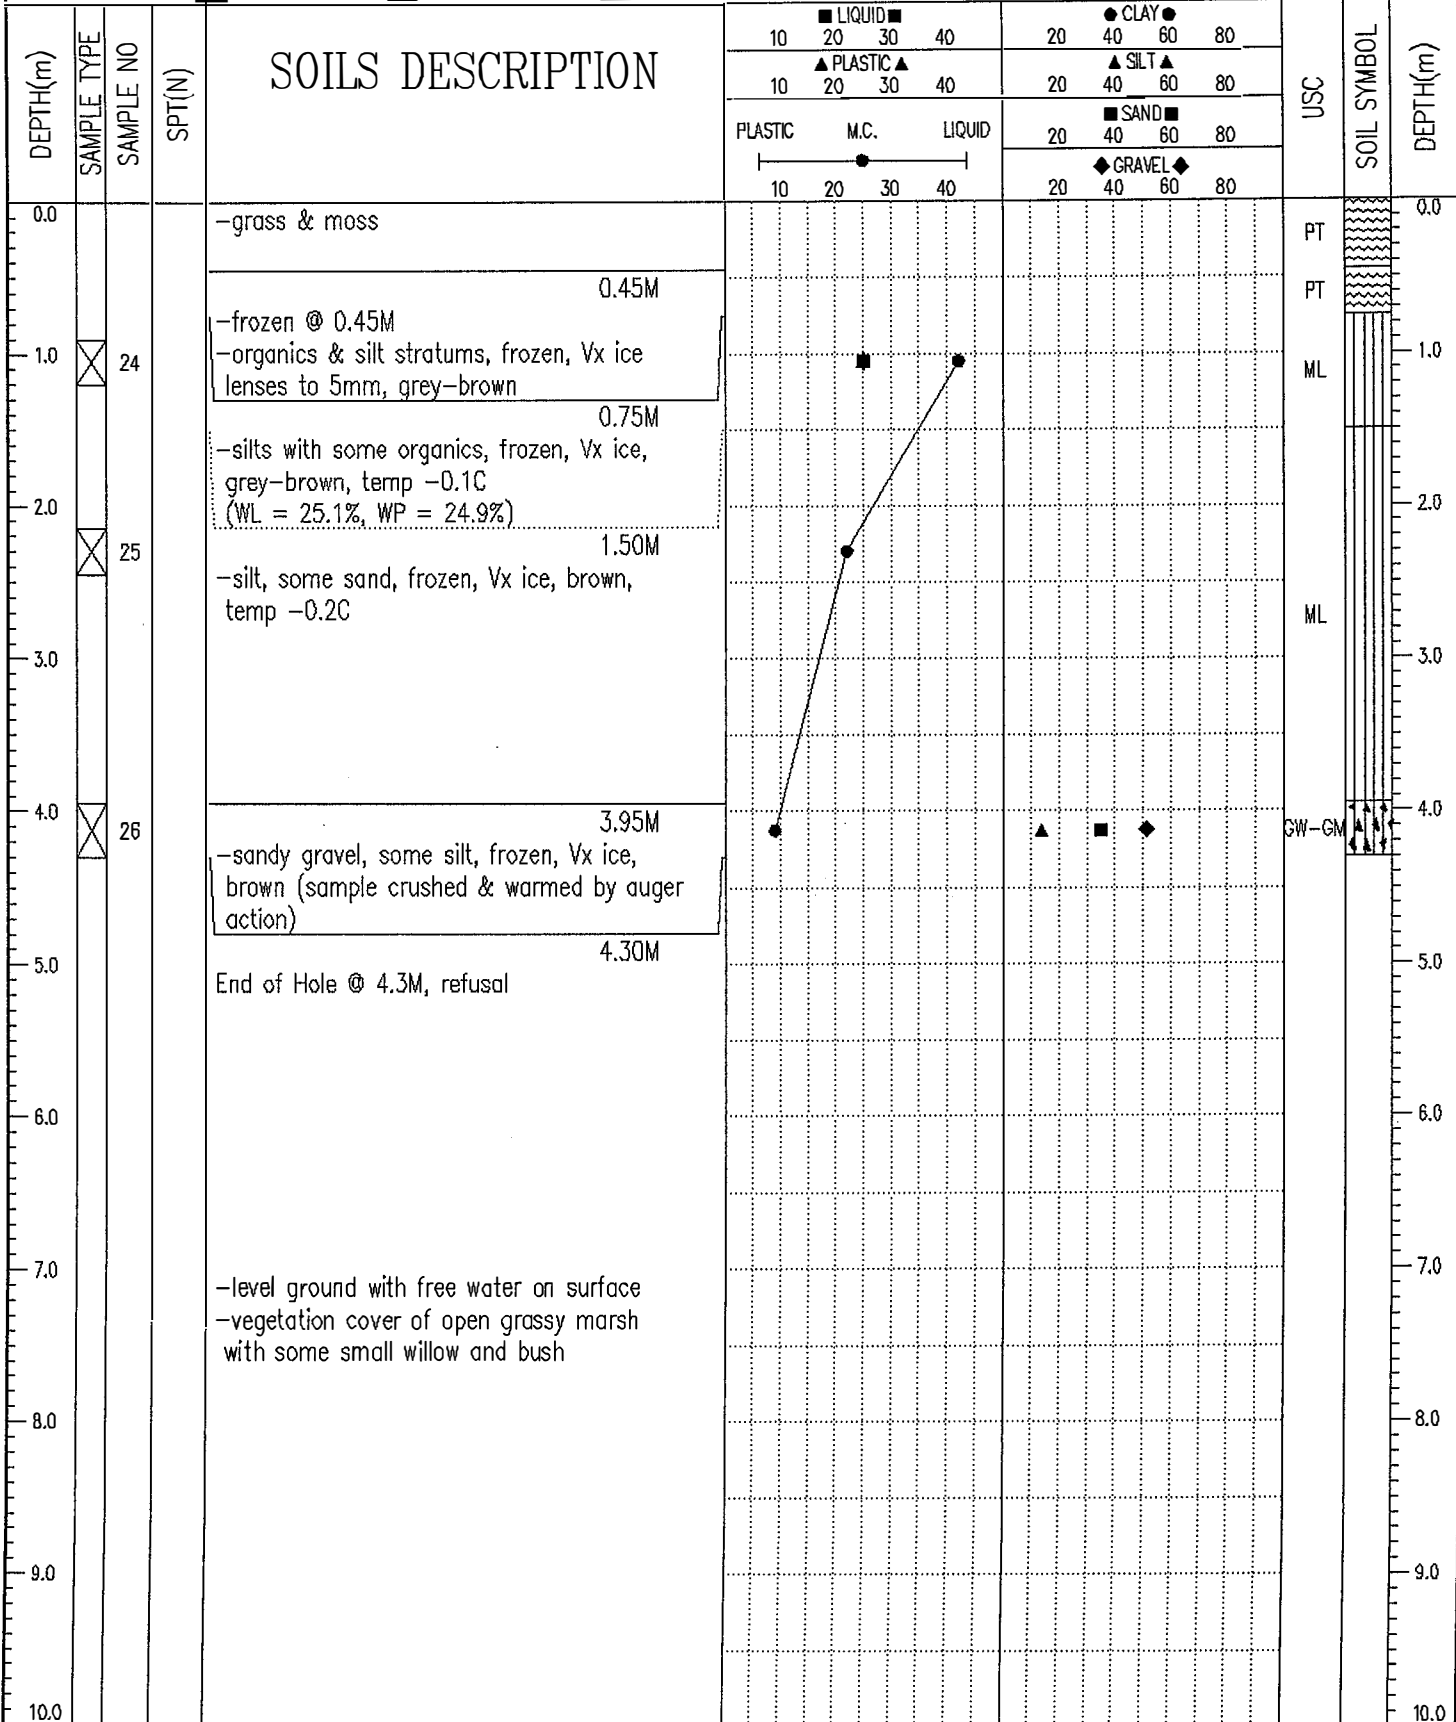 DEPTH(m)
SAMPLE TYPE
SAMPLE NO
SPT(N)
SOILS DESCRIPTION
■ LIQUID ■
10 20 30 40
▲ PLASTIC ▲
10 20 30 40
PLASTIC M.C. LIQUID
10 20 30 40
● CLAY ●
20 40 60 80
▲ SILT ▲
20 40 60 80
■ SAND ■
20 40 60 80
◆ GRAVEL ◆
20 40 60 80
USC
SOIL SYMBOL
DEPTH(m)
0.0
1.0
2.0
3.0
4.0
5.0
6.0
7.0
8.0
9.0
10.0
24
25
26
-grass & moss
0.45M
-frozen @ 0.45M
-organics & silt stratums, frozen, Vx ice
lenses to 5mm, grey-brown
0.75M
-silts with some organics, frozen, Vx ice,
grey-brown, temp -0.1C
(WL = 25.1%, WP = 24.9%)
1.50M
-silt, some sand, frozen, Vx ice, brown,
temp -0.2C
3.95M
-sandy gravel, some silt, frozen, Vx ice,
brown (sample crushed & warmed by auger
action)
4.30M
End of Hole @ 4.3M, refusal
-level ground with free water on surface
-vegetation cover of open grassy marsh
with some small willow and bush
PT
PT
ML
ML
GW-GM
0.0
1.0
2.0
3.0
4.0
5.0
6.0
7.0
8.0
9.0
10.0